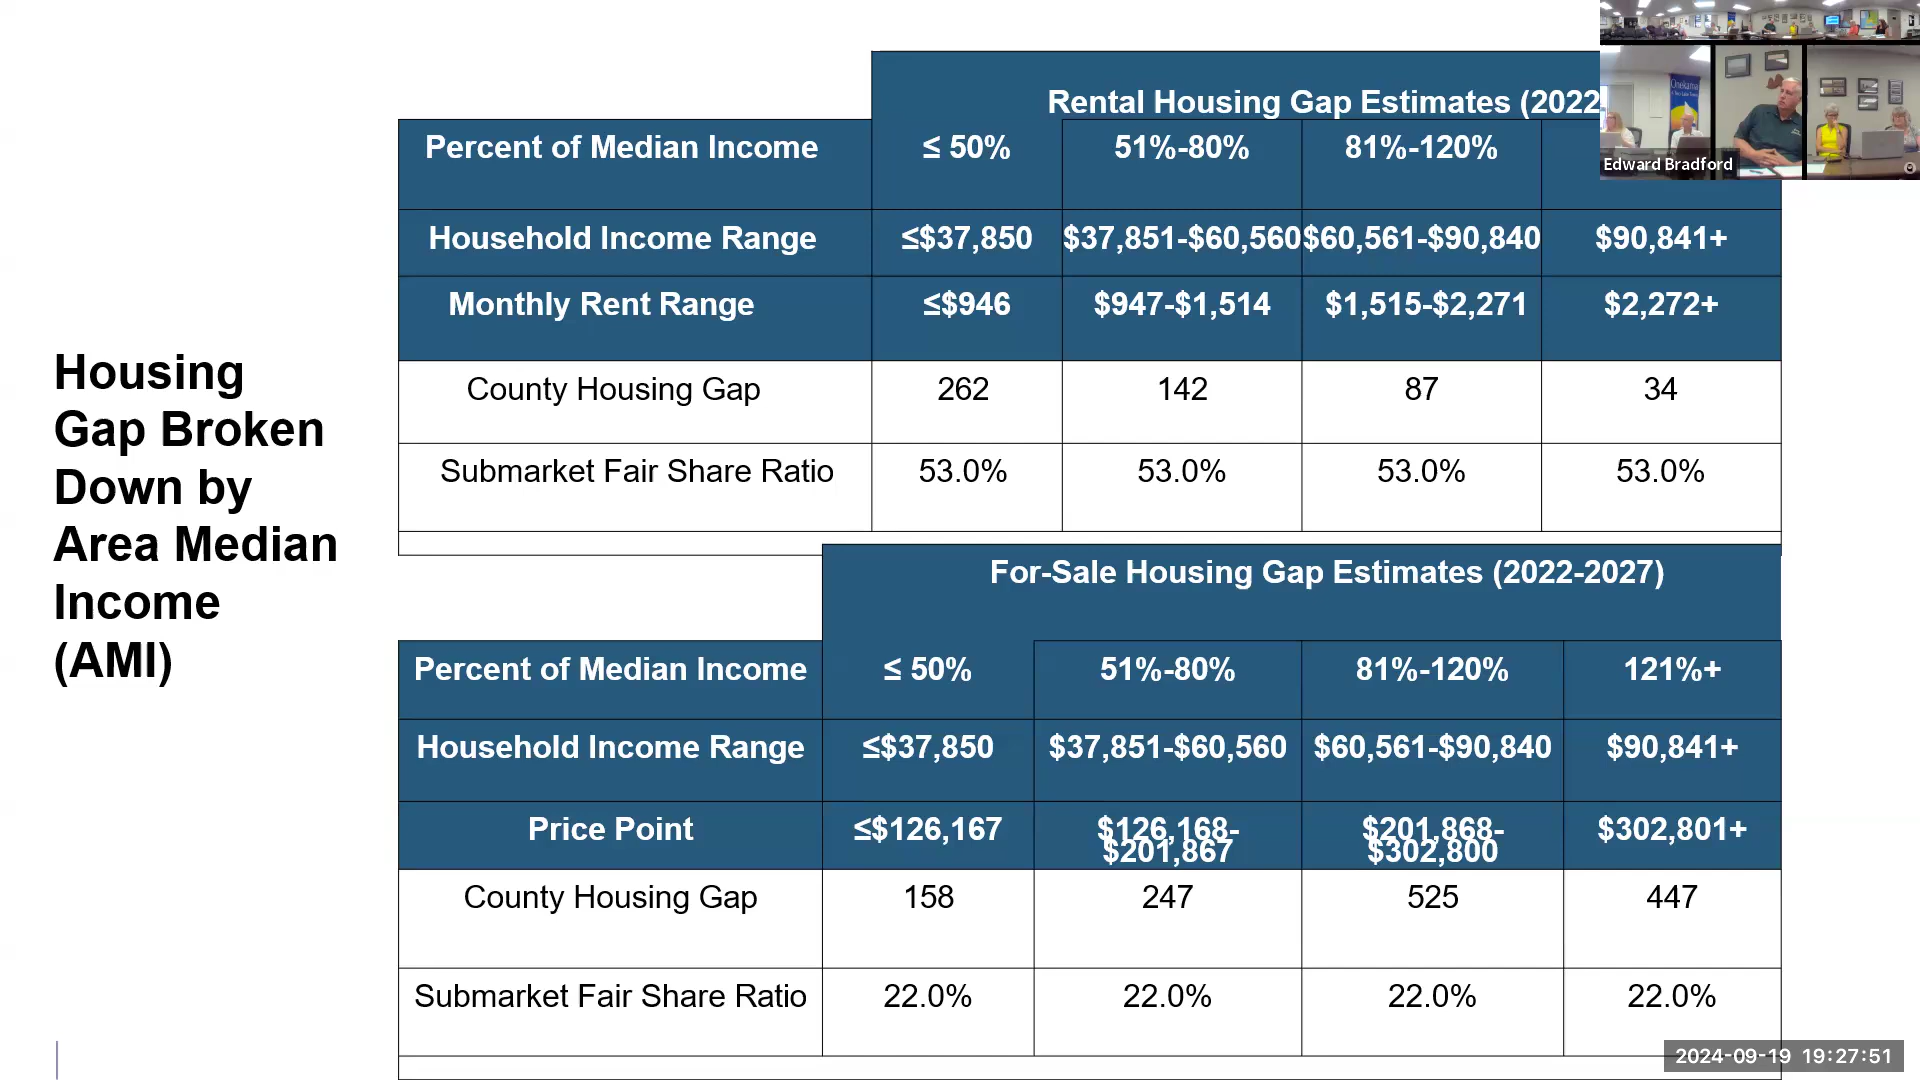 Housing
Gap Broken
Down by
Area Median
Income
(AMI)
Rental Housing Gap Estimates (2022
Percent of Median Income ≤ 50% 51%-80% 81%-120%
Household Income Range ≤$37,850 $37,851-$60,560 $60,561-$90,840 $90,841+
Monthly Rent Range ≤$946 $947-$1,514 $1,515-$2,271 $2,272+
County Housing Gap 262 142 87 34
Submarket Fair Share Ratio 53.0% 53.0% 53.0% 53.0%
For-Sale Housing Gap Estimates (2022-2027)
Percent of Median Income ≤ 50% 51%-80% 81%-120% 121%+
Household Income Range ≤$37,850 $37,851-$60,560 $60,561-$90,840 $90,841+
Price Point ≤$126,167 $126,168-$201,867 $201,868-$302,800 $302,801+
County Housing Gap 158 247 525 447
Submarket Fair Share Ratio 22.0% 22.0% 22.0% 22.0%
Onekama
Edward Bradford
2024-09-19 19:27:51